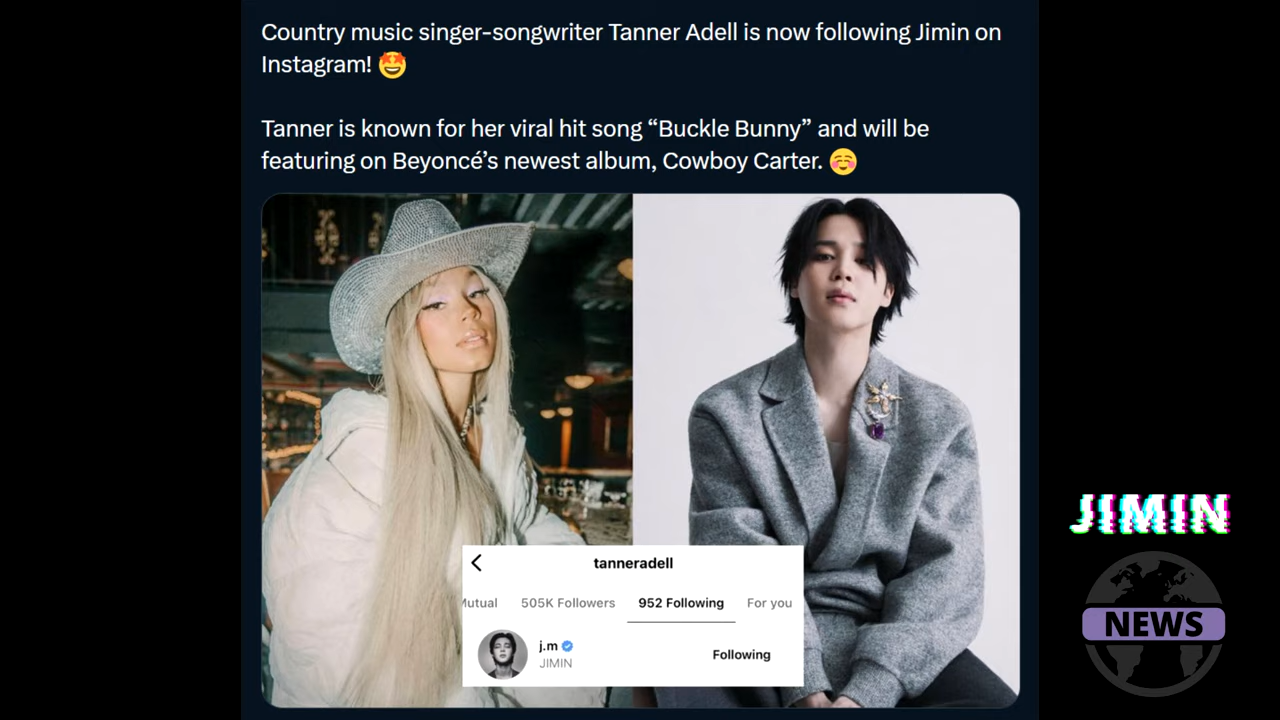 Country music singer-songwriter Tanner Adell is now following Jimin on
Instagram! 🤩
Tanner is known for her viral hit song “Buckle Bunny” and will be
featuring on Beyoncé’s newest album, Cowboy Carter. ☺️
tanneradell
Mutual 505K Followers 952 Following For you
j.m
JIMIN
Following
JIMIN
NEWS